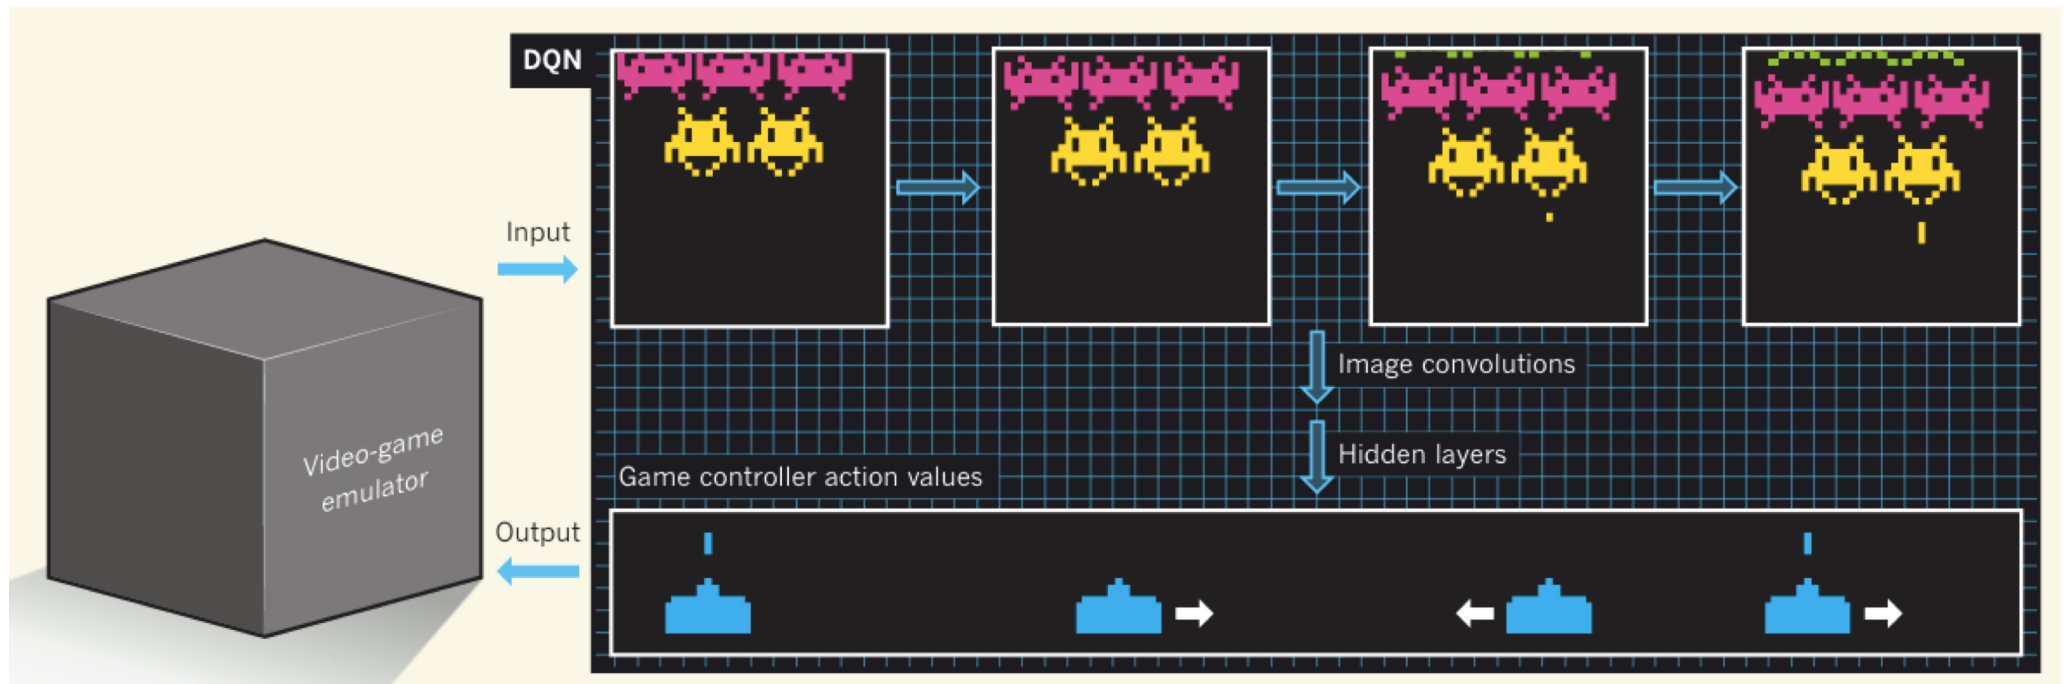 DQN
Input
Image convolutions
Hidden layers
Game controller action values
Video-game
emulator
Output